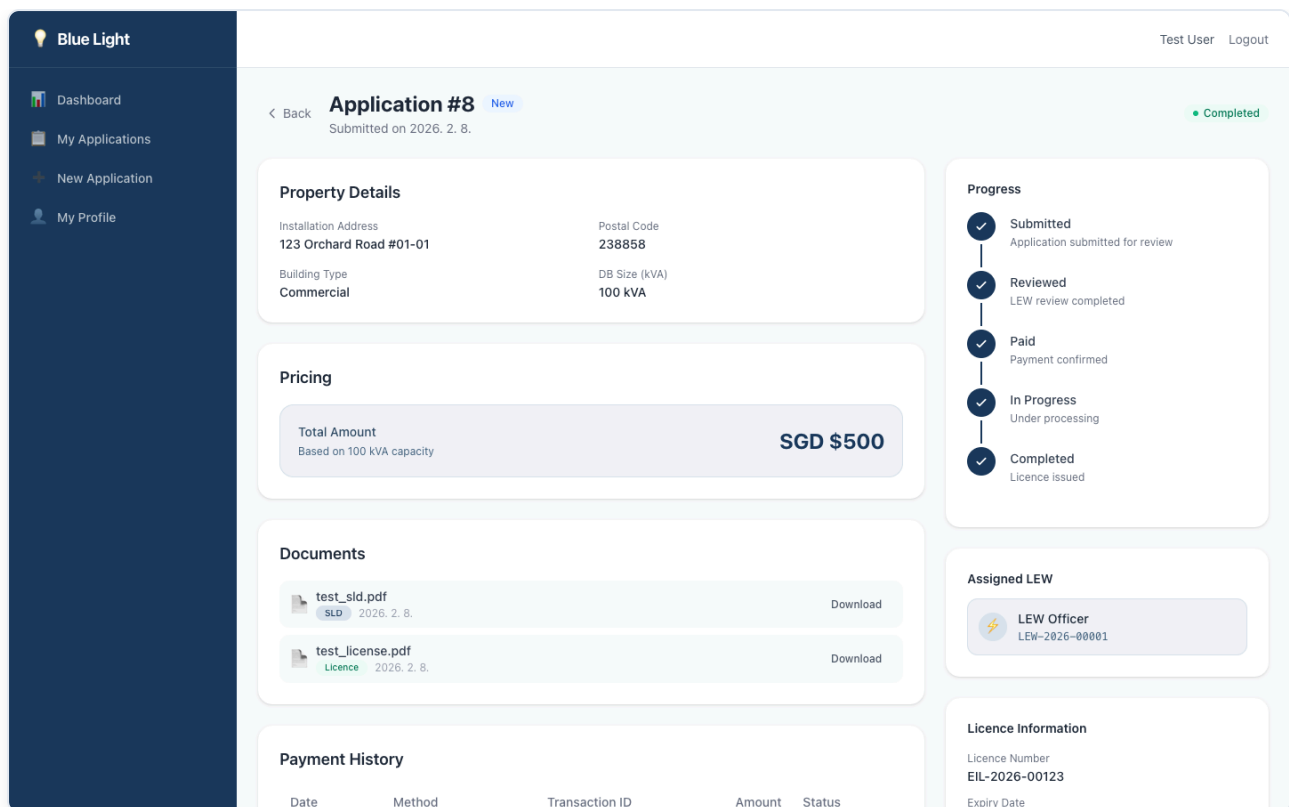 Blue Light
Test User Logout
Dashboard
My Applications
New Application
My Profile
Back
Application #8 New
Submitted on 2026. 2. 8.
Completed
Property Details
Installation Address
123 Orchard Road #01-01
Postal Code
238858
Building Type
Commercial
DB Size (kVA)
100 kVA
Pricing
Total Amount
Based on 100 kVA capacity
SGD $500
Documents
test_sld.pdf
SLD 2026. 2. 8.
Download
test_license.pdf
Licence 2026. 2. 8.
Download
Payment History
Date Method Transaction ID Amount Status
Progress
Submitted
Application submitted for review
Reviewed
LEW review completed
Paid
Payment confirmed
In Progress
Under processing
Completed
Licence issued
Assigned LEW
LEW Officer
LEW-2026-00001
Licence Information
Licence Number
EIL-2026-00123
Expiry Date